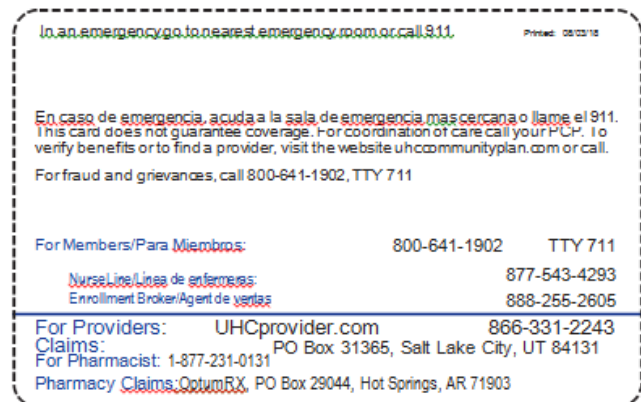 In an emergency go to nearest emergency room or call 911. Printed: 08/03/18
En caso de emergencia, acuda a la sala de emergencia mas cercana o llame el 911.
This card does not guarantee coverage. For coordination of care call your PCP. To
verify benefits or to find a provider, visit the website uhccommunityplan.com or call.
For fraud and grievances, call 800-641-1902, TTY 711
For Members/Para Miembros: 800-641-1902 TTY 711
NurseLine/Linea de enfermeras: 877-543-4293
Enrollment Broker/Agent de ventas 888-255-2605
For Providers: UHCprovider.com 866-331-2243
Claims: PO Box 31365, Salt Lake City, UT 84131
For Pharmacist: 1-877-231-0131
Pharmacy Claims:OptumRX, PO Box 29044, Hot Springs, AR 71903